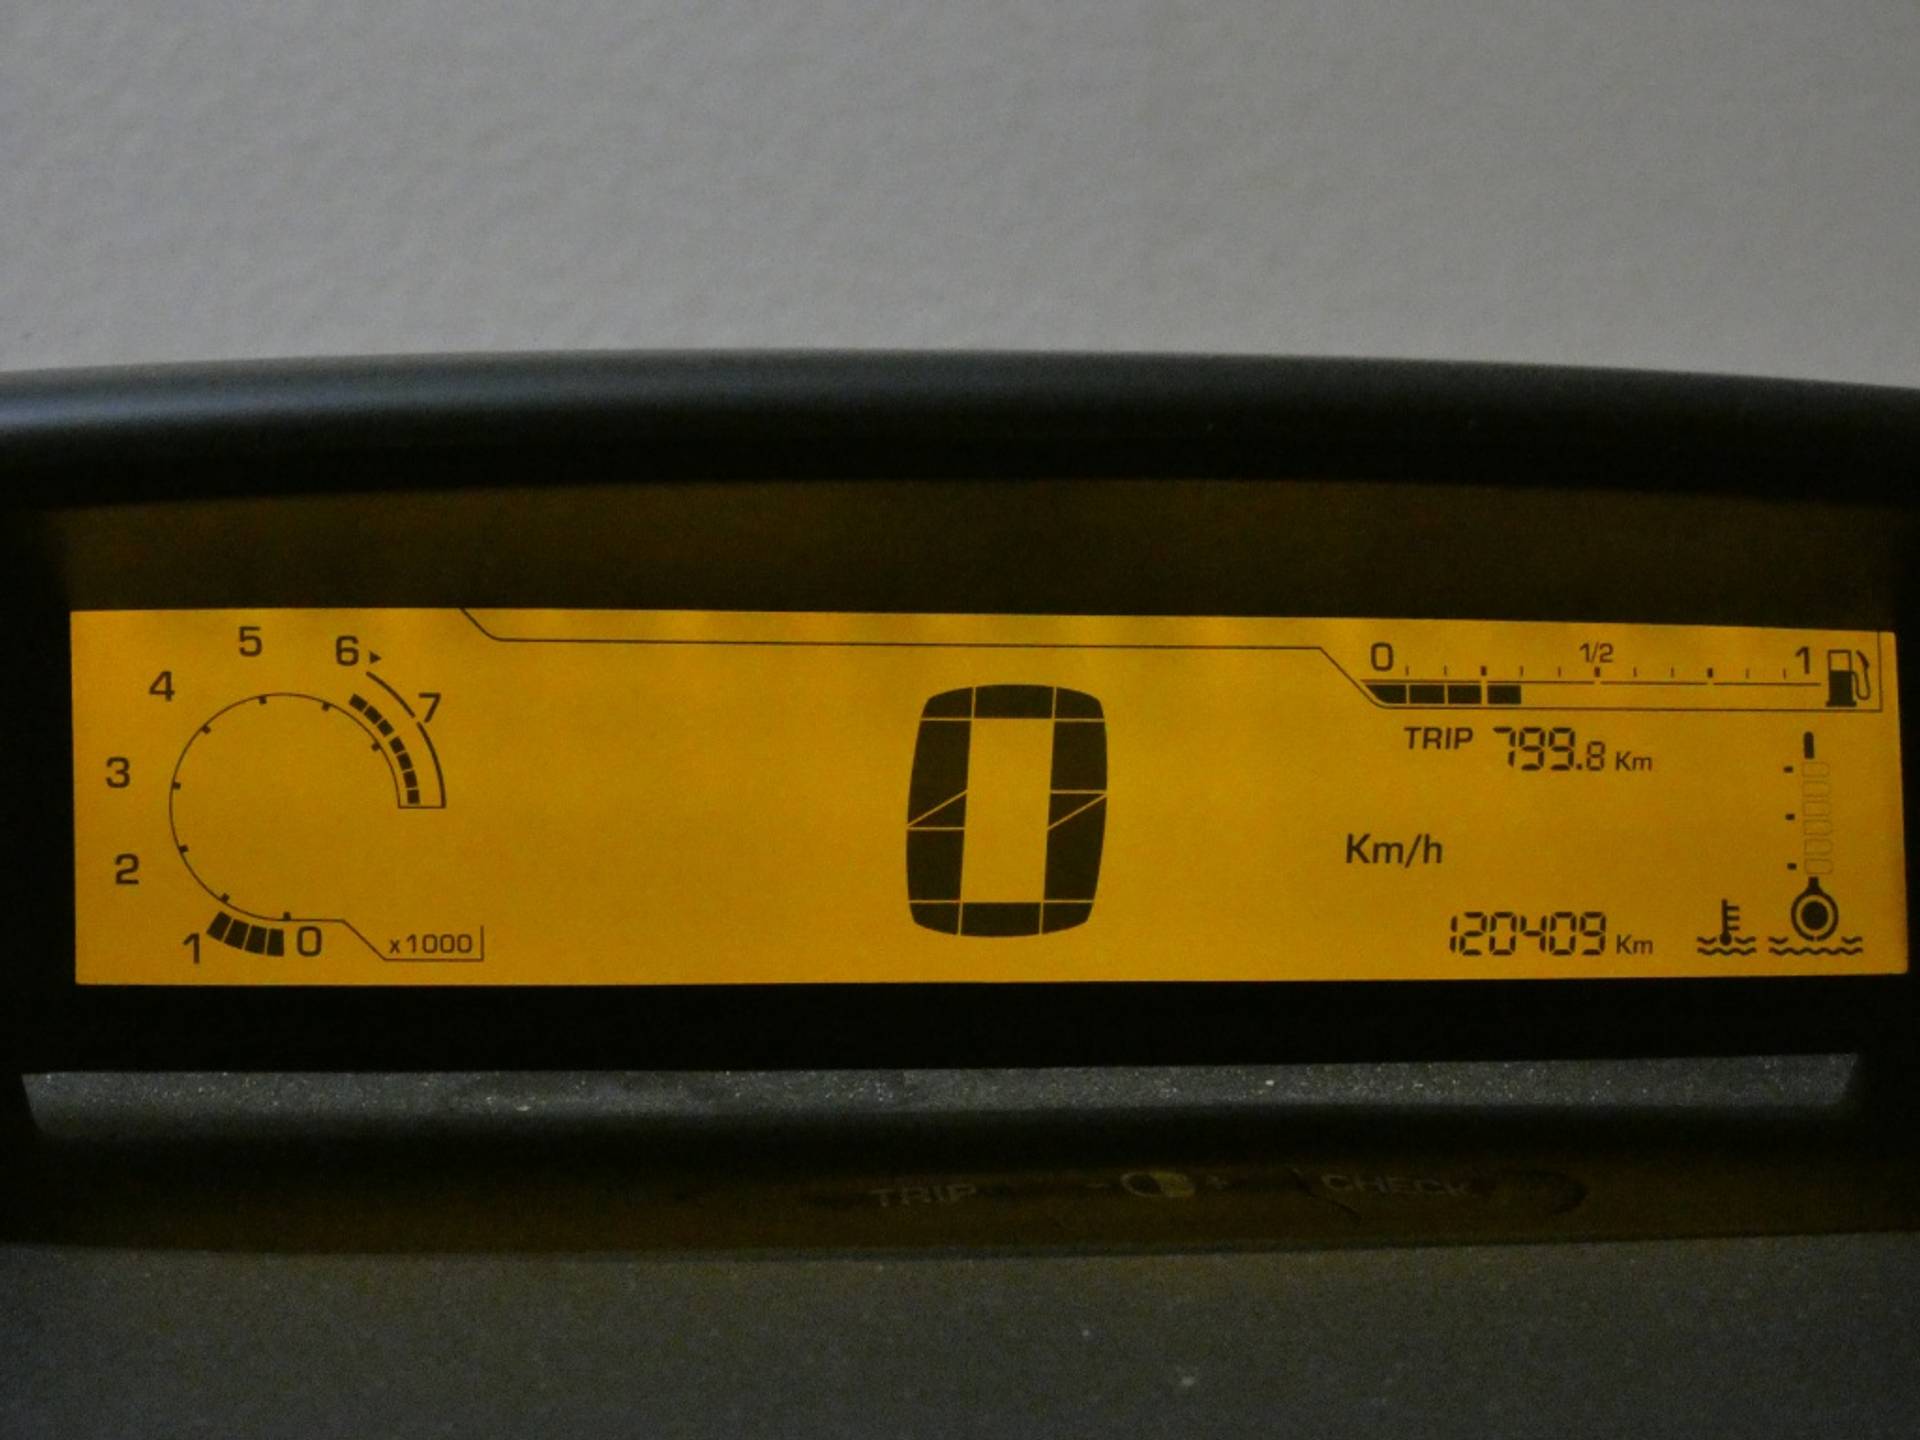 5 6 7
4
3
2
1 0 x1000
0
0 1/2 1
TRIP 799.8 Km
Km/h
120409 Km
TRIP - + CHECK